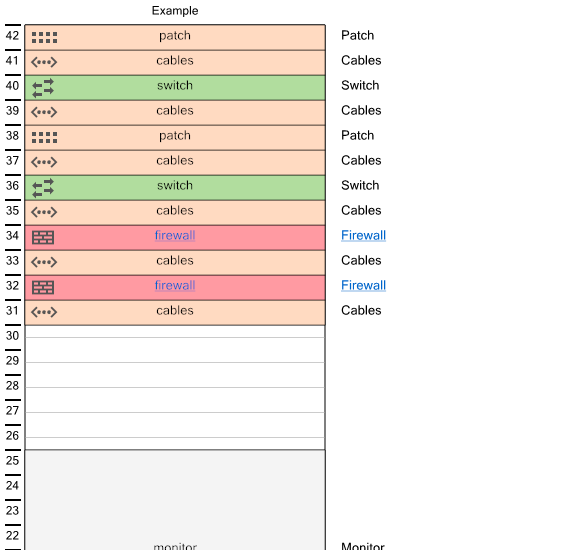 Example
42 patch Patch
41 cables Cables
40 switch Switch
39 cables Cables
38 patch Patch
37 cables Cables
36 switch Switch
35 cables Cables
34 firewall Firewall
33 cables Cables
32 firewall Firewall
31 cables Cables
30
29
28
27
26
25
24
23
22
monitor Monitor